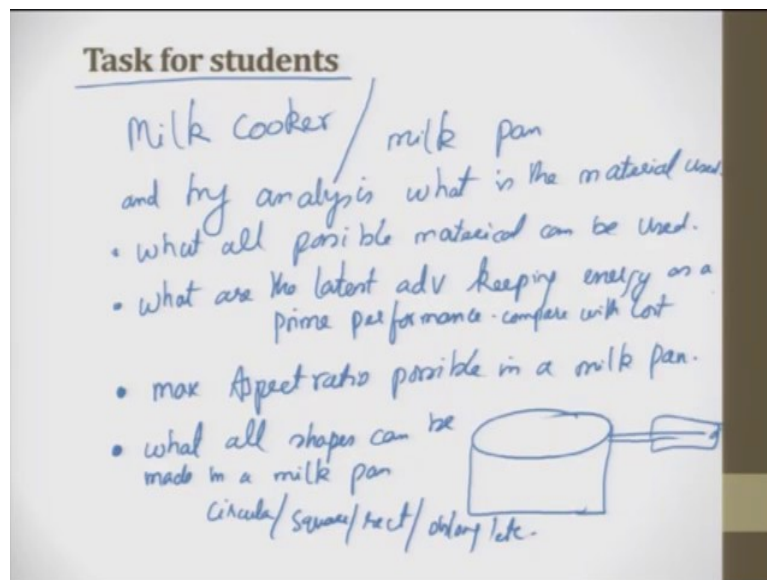 Task for students
Milk Cooker / milk pan
and try analysis what is the material used.
• what all possible material can be used.
• what are the latest adv keeping energy as a
prime performance - compare with cost
• max Aspect ratio possible in a milk pan.
• what all shapes can be
made in a milk pan
Circula/square/rect/oblong/etc.